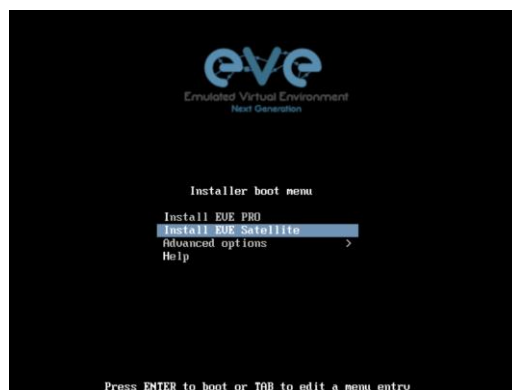 eve
Emulated Virtual Environment
Next Generation
Installer boot menu
Install EVE PRO
Install EVE Satellite
Advanced options >
Help
Press ENTER to boot or TAB to edit a menu entry